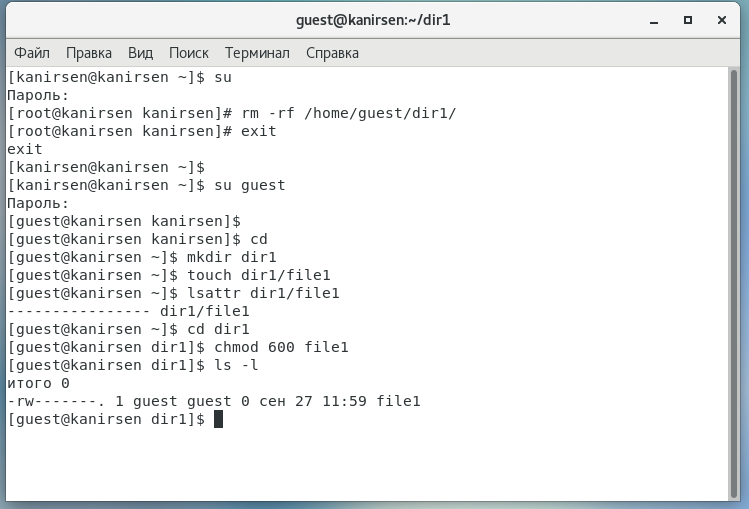 guest@kanirsen:~/dir1
Файл Правка Вид Поиск Терминал Справка
[kanirsen@kanirsen ~]$ su
Пароль:
[root@kanirsen kanirsen]# rm -rf /home/guest/dir1/
[root@kanirsen kanirsen]# exit
exit
[kanirsen@kanirsen ~]$
[kanirsen@kanirsen ~]$ su guest
Пароль:
[guest@kanirsen kanirsen]$
[guest@kanirsen kanirsen]$ cd
[guest@kanirsen ~]$ mkdir dir1
[guest@kanirsen ~]$ touch dir1/file1
[guest@kanirsen ~]$ lsattr dir1/file1
---------------- dir1/file1
[guest@kanirsen ~]$ cd dir1
[guest@kanirsen dir1]$ chmod 600 file1
[guest@kanirsen dir1]$ ls -l
итого 0
-rw-------. 1 guest guest 0 сен 27 11:59 file1
[guest@kanirsen dir1]$